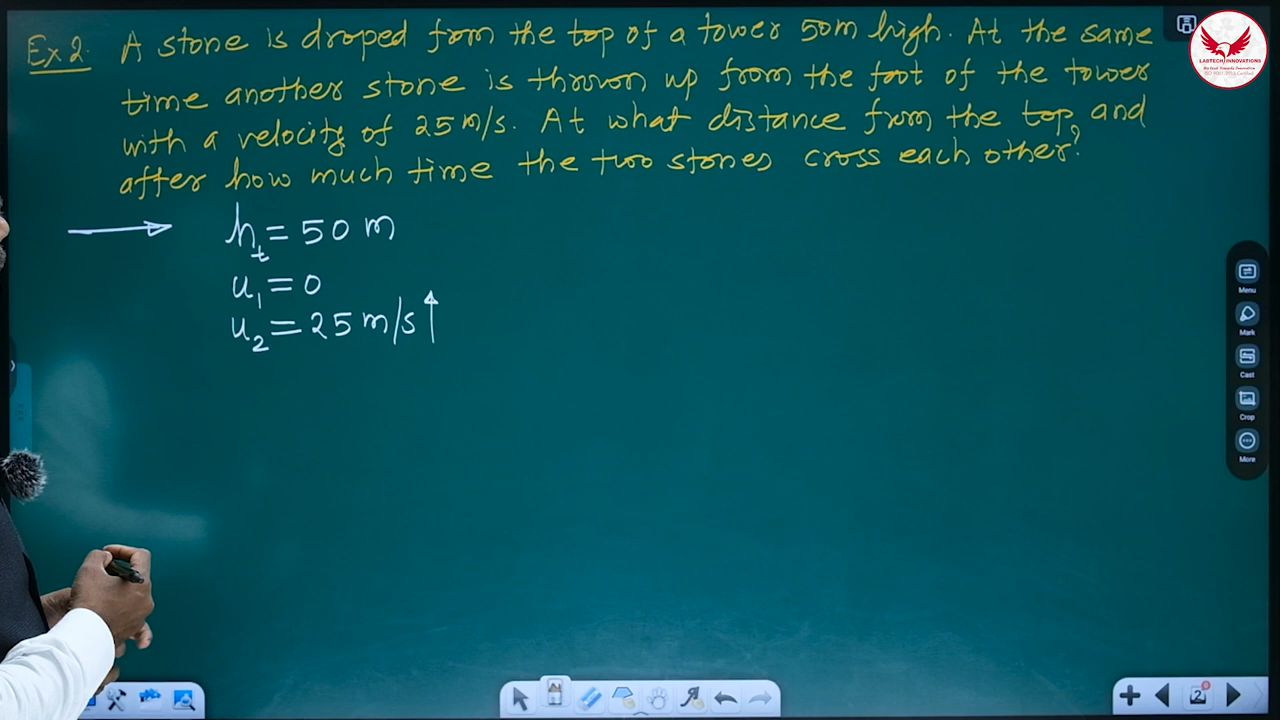 Ex 2. A stone is droped from the top of a tower 50m high. At the same
time another stone is thrown up from the foot of the tower
with a velocity of 25 m/s. At what distance from the top, and
after how much time the two stones cross each other?
h_t = 50 m
u_1 = 0
u_2 = 25 m/s ↑
LABTECH INNOVATIONS
Menu
Mark
Cast
Crop
More
2